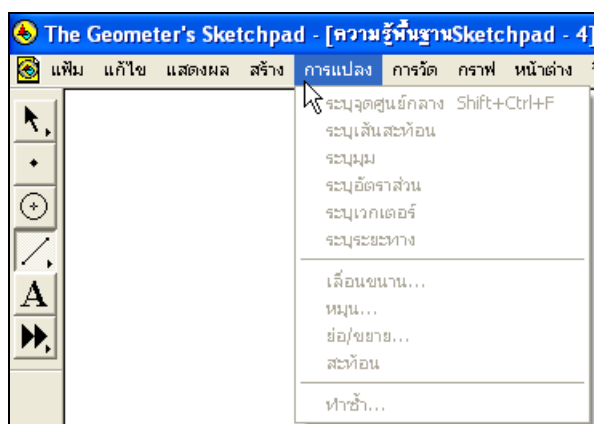 The Geometer's Sketchpad - [ความรู้พื้นฐานSketchpad - 4]
แฟ้ม แก้ไข แสดงผล สร้าง การแปลง การวัด กราฟ หน้าต่าง
ระบุจุดศูนย์กลาง Shift+Ctrl+F
ระบุเส้นสะท้อน
ระบุมุม
ระบุอัตราส่วน
ระบุเวกเตอร์
ระบุระยะทาง
เลื่อนขนาน...
หมุน...
ย่อ/ขยาย...
สะท้อน
ทำซ้ำ...
A